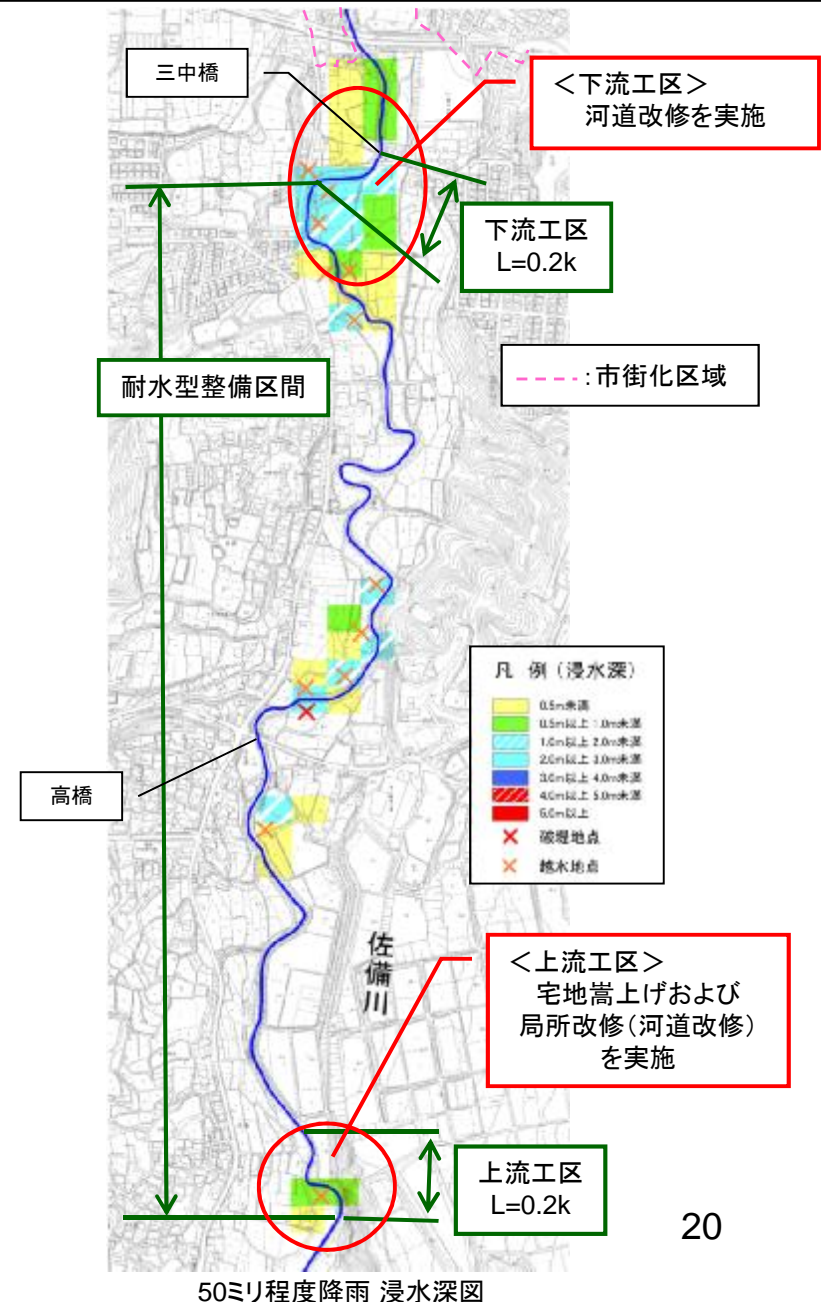 三中橋
＜下流工区＞
河道改修を実施
下流工区
L=0.2k
耐水型整備区間
：市街化区域
凡 例（浸水深）
0.5m未満
0.5m以上 1.0m未満
1.0m以上 2.0m未満
2.0m以上 3.0m未満
3.0m以上 4.0m未満
4.0m以上 5.0m未満
5.0m以上
破堤地点
越水地点
高橋
佐備川
＜上流工区＞
宅地嵩上げおよび
局所改修（河道改修）
を実施
上流工区
L=0.2k
20
50ミリ程度降雨 浸水深図